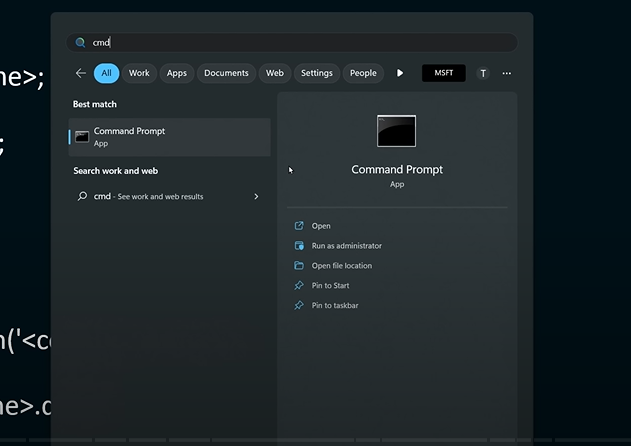 cmd
All Work Apps Documents Web Settings People MSFT T ...
Best match
Command Prompt
App
Search work and web
cmd - See work and web results
Command Prompt
App
Open
Run as administrator
Open file location
Pin to Start
Pin to taskbar
ne>;
;
('<c
e>.